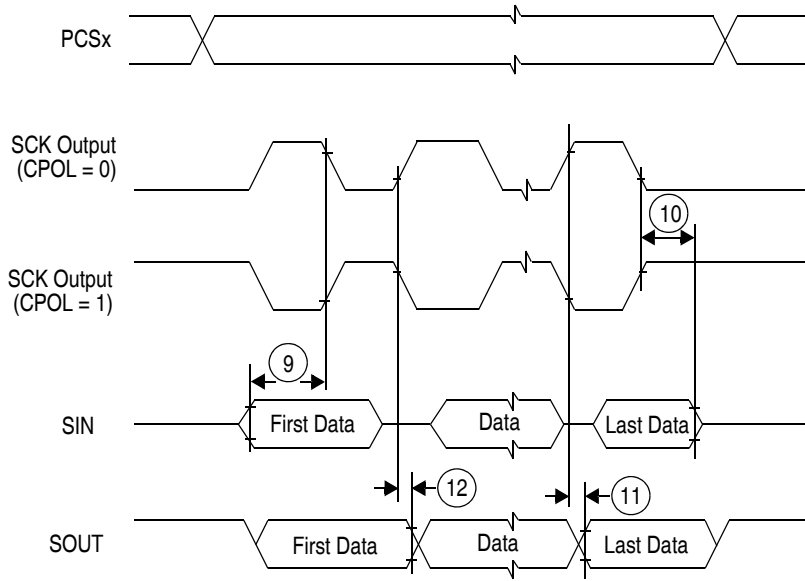 PCSx
SCK Output
(CPOL = 0)
10
SCK Output
(CPOL = 1)
9
SIN
First Data
Data
Last Data
12
11
SOUT
First Data
Data
Last Data